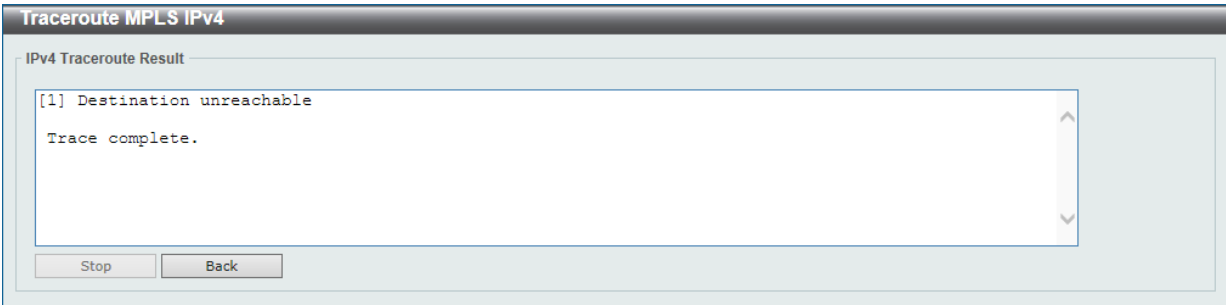 Traceroute MPLS IPv4
IPv4 Traceroute Result
[1] Destination unreachable
Trace complete.
Stop
Back